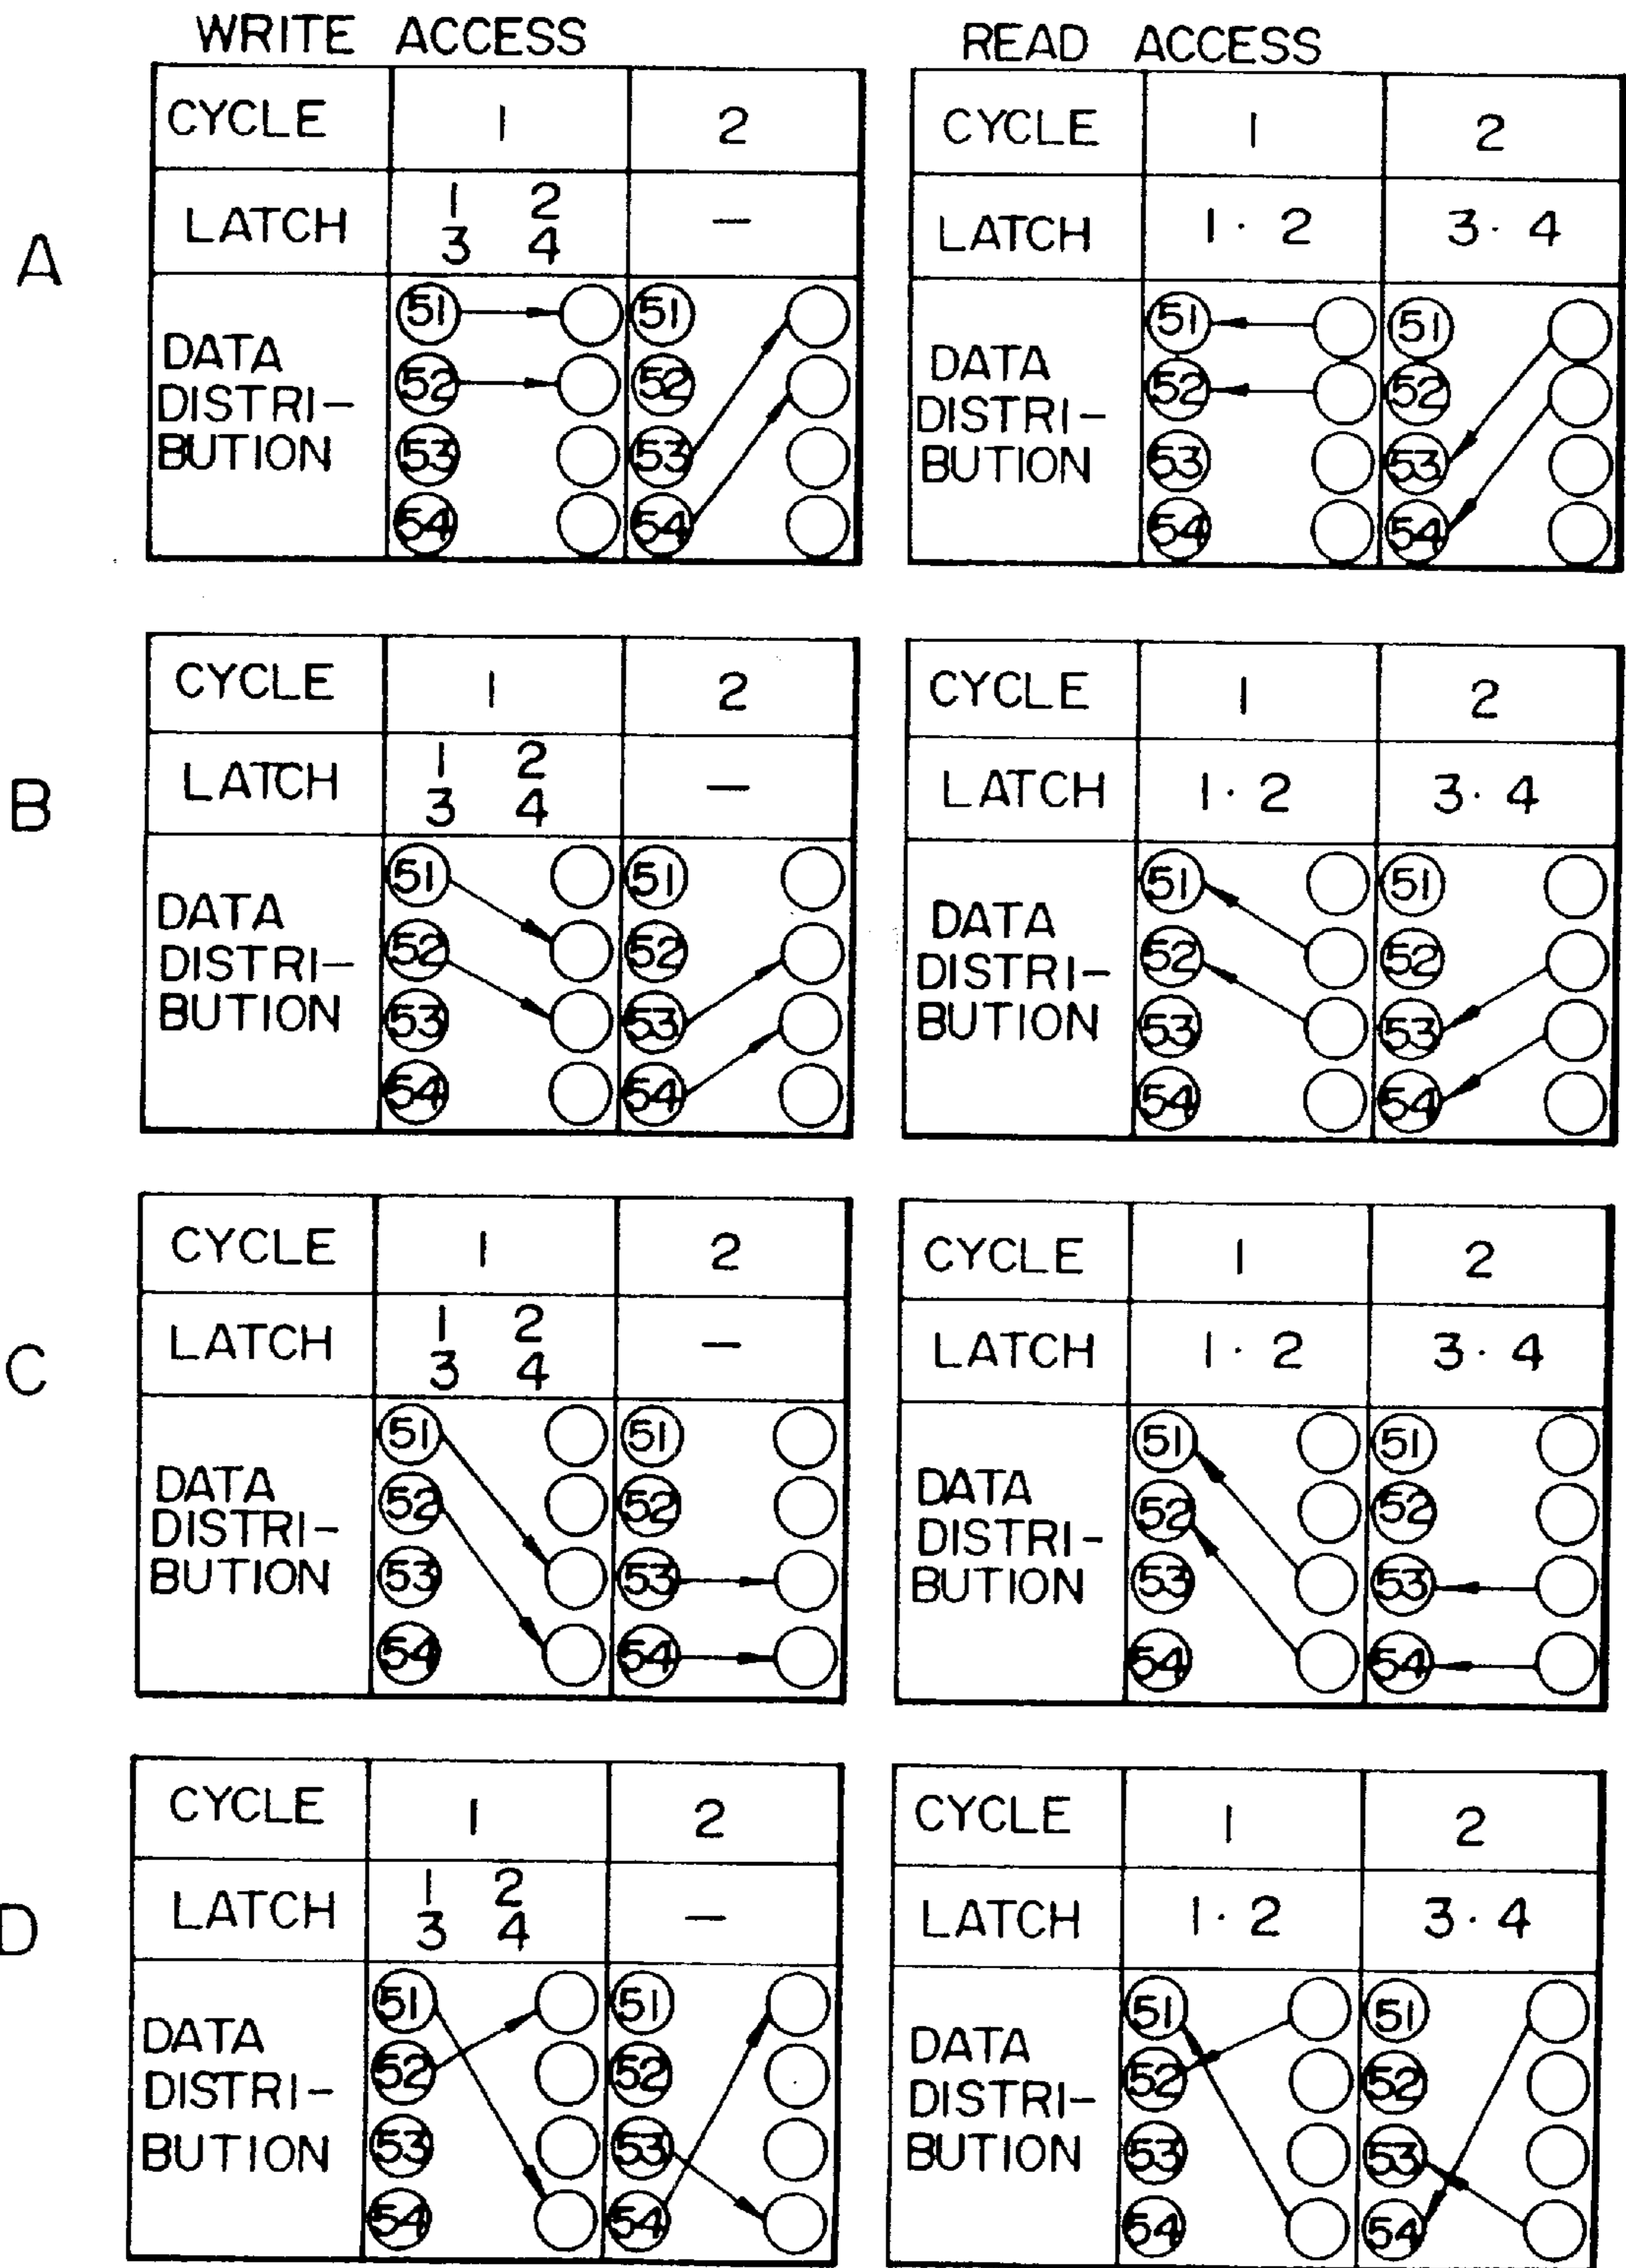 WRITE ACCESS
CYCLE 1 2
LATCH 1 2 3 4 —
DATA DISTRI-BUTION
51 51
52 52
53 53
54 54
READ ACCESS
CYCLE 1 2
LATCH 1·2 3·4
DATA DISTRI-BUTION
51 51
52 52
53 53
54 54
A
CYCLE 1 2
LATCH 1 2 3 4 —
DATA DISTRI-BUTION
51 51
52 52
53 53
54 54
CYCLE 1 2
LATCH 1·2 3·4
DATA DISTRI-BUTION
51 51
52 52
53 53
54 54
B
CYCLE 1 2
LATCH 1 2 3 4 —
DATA DISTRI-BUTION
51 51
52 52
53 53
54 54
CYCLE 1 2
LATCH 1·2 3·4
DATA DISTRI-BUTION
51 51
52 52
53 53
54 54
C
CYCLE 1 2
LATCH 1 2 3 4 —
DATA DISTRI-BUTION
51 51
52 52
53 53
54 54
CYCLE 1 2
LATCH 1·2 3·4
DATA DISTRI-BUTION
51 51
52 52
53 53
54 54
D